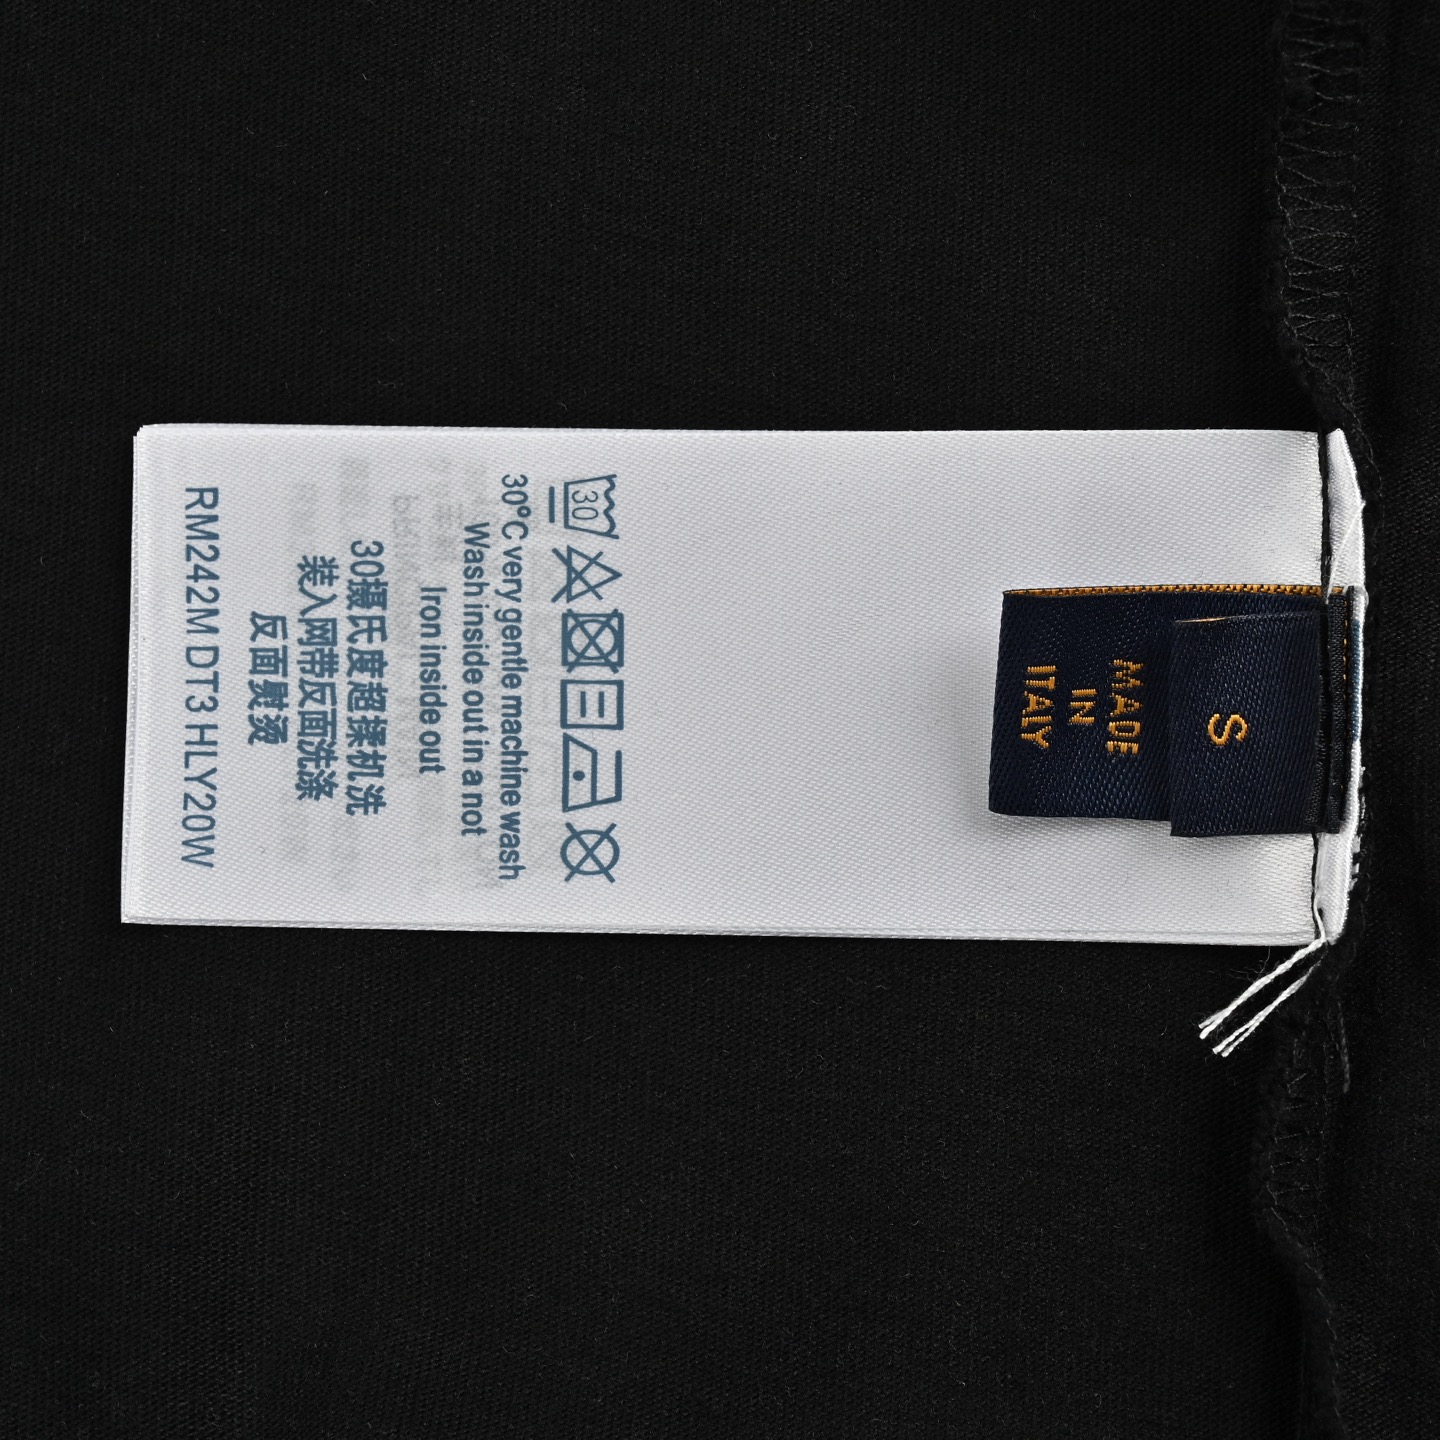 30
30°C very gentle machine wash
Wash inside out in a not
Iron inside out
30摄氏度超揉机洗
装入网带反面洗涤
反面熨烫
RM242M DT3 HLY20W
S
MADE
IN
ITALY